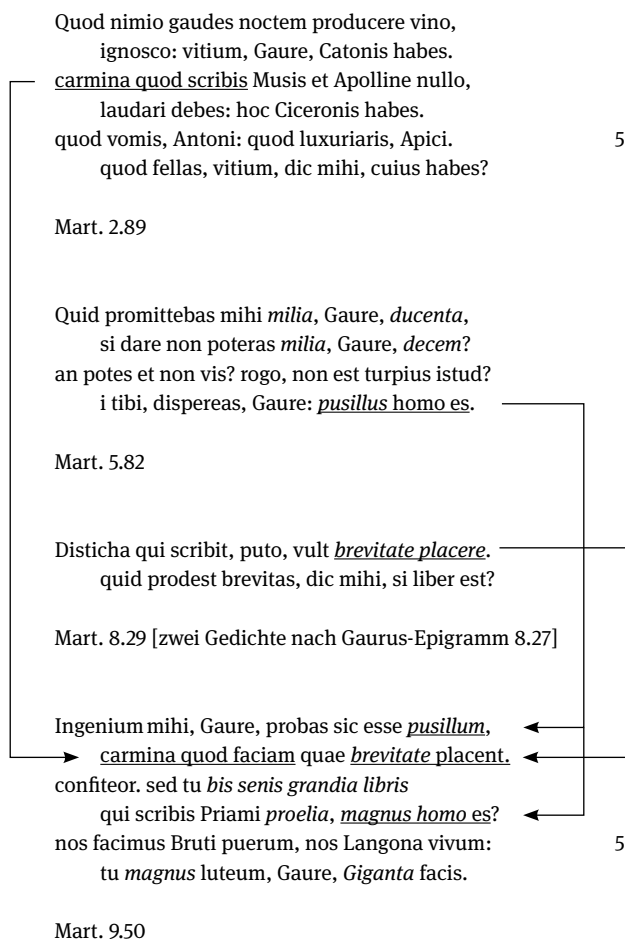 Quod nimio gaudes noctem producere vino,
ignosco: vitium, Gaure, Catonis habes.
carmina quod scribis Musis et Apolline nullo,
laudari debes: hoc Ciceronis habes.
quod vomis, Antoni: quod luxuriaris, Apici. 5
quod fellas, vitium, dic mihi, cuius habes?
Mart. 2.89
Quid promittebas mihi milia, Gaure, ducenta,
si dare non poteras milia, Gaure, decem?
an potes et non vis? rogo, non est turpius istud?
i tibi, dispereas, Gaure: pusillus homo es.
Mart. 5.82
Disticha qui scribit, puto, vult brevitate placere.
quid prodest brevitas, dic mihi, si liber est?
Mart. 8.29 [zwei Gedichte nach Gaurus-Epigramm 8.27]
Ingenium mihi, Gaure, probas sic esse pusillum,
carmina quod faciam quae brevitate placent.
confiteor. sed tu bis senis grandia libris
qui scribis Priami proelia, magnus homo es?
nos facimus Bruti puerum, nos Langona vivum: 5
tu magnus luteum, Gaure, Giganta facis.
Mart. 9.50